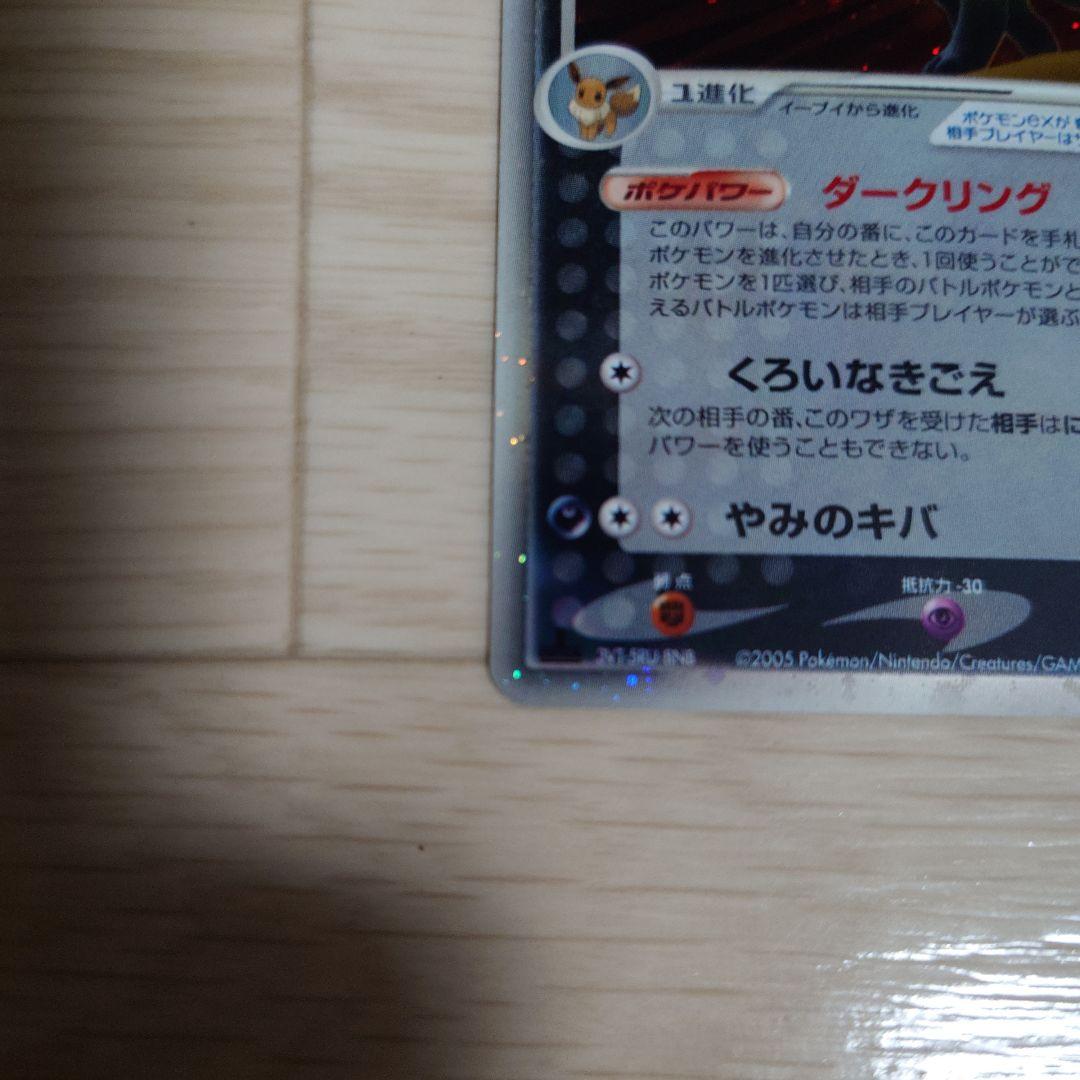 1進化
イーブイから進化
ポケモンexが
相手プレイヤーは
ポケパワー
ダークリング
このパワーは、自分の番に、このカードを手札
ポケモンを進化させたとき、1回使うことがで
ポケモンを1匹選び、相手のバトルポケモンと
えるバトルポケモンは相手プレイヤーが選ぶ
くろいなきごえ
次の相手の番、このワザを受けた相手はに
パワーを使うこともできない。
やみのキバ
弱点
抵抗力 -30
©2005 Pokémon/Nintendo/Creatures/GAM